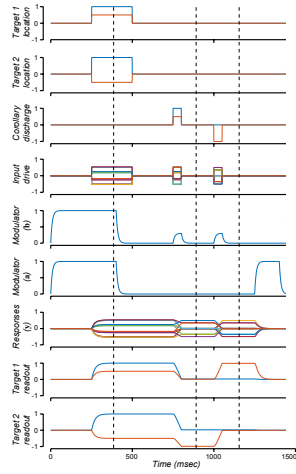 Target 1
location
1
0
-1
Target 2
location
1
0
-1
Corollary
discharge
1
0
-1
Input
drive
1
0
-1
Modulator
(b)
1
0
Modulator
(a)
1
0
Responses
(y)
1
0
-1
Target 1
readout
1
0
-1
Target 2
readout
1
0
-1
0
500
1000
1500
Time (msec)